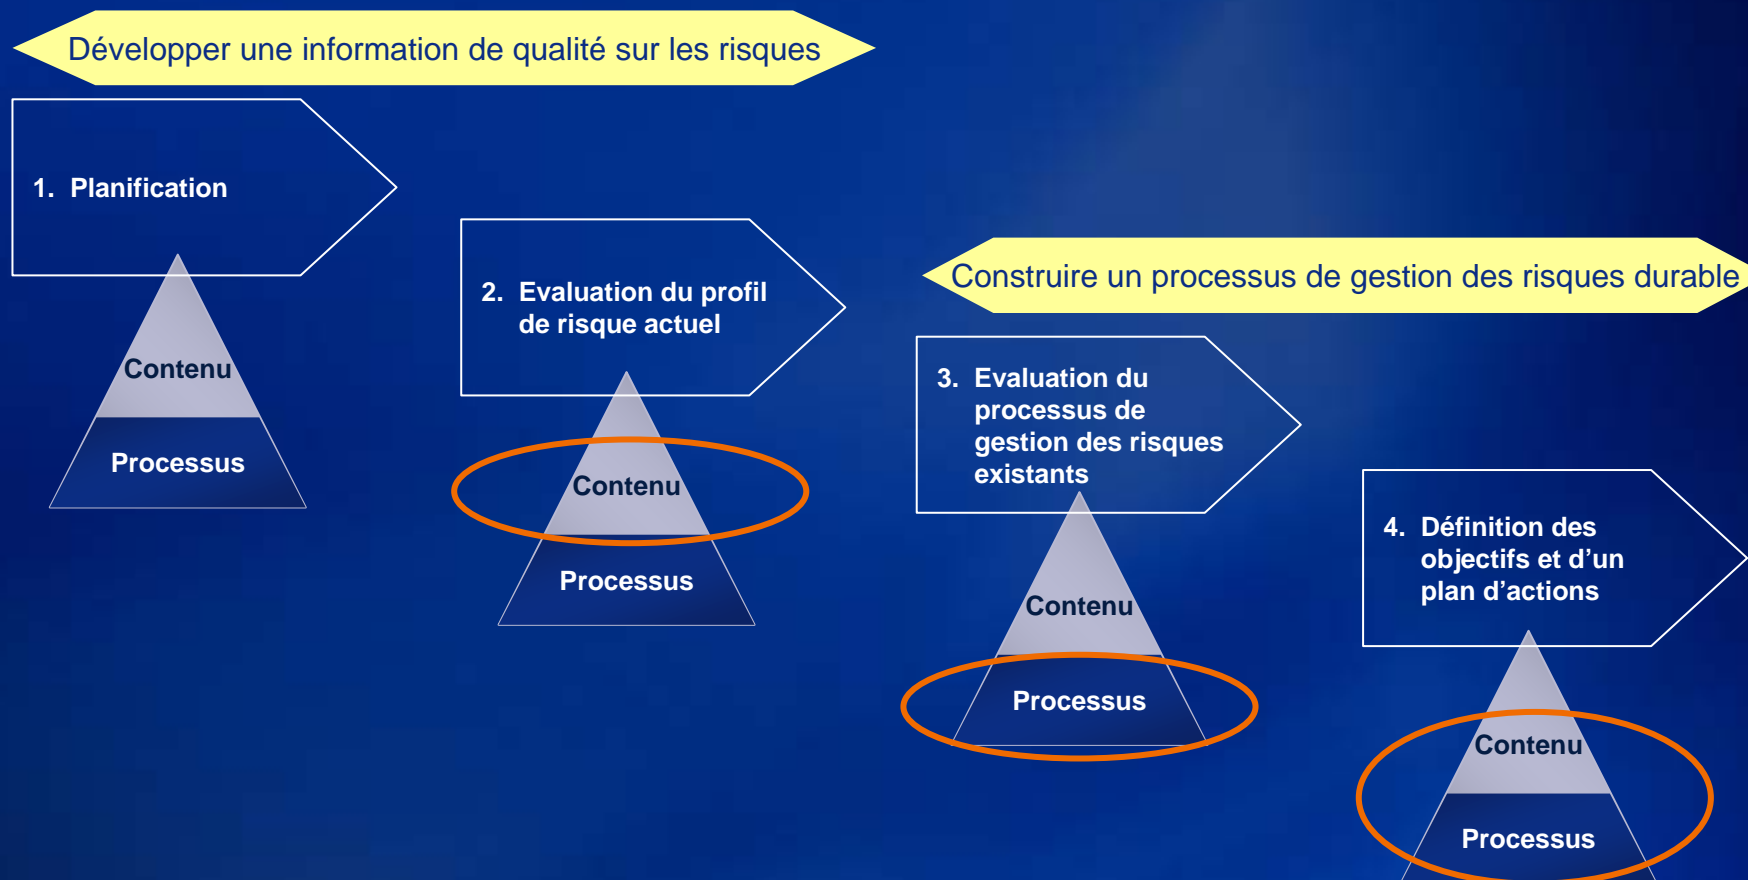 Développer une information de qualité sur les risques
1. Planification
Contenu
Processus
2. Evaluation du profil
de risque actuel
Contenu
Processus
Construire un processus de gestion des risques durable
3. Evaluation du
processus de
gestion des risques
existants
Contenu
Processus
4. Définition des
objectifs et d’un
plan d’actions
Contenu
Processus